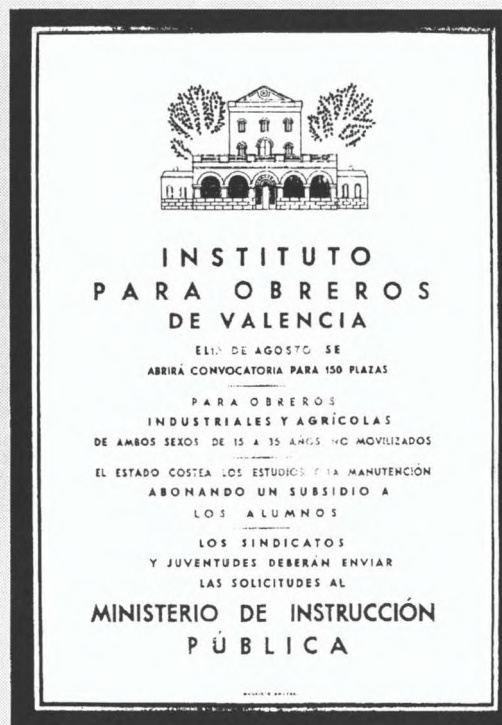 INSTITUTO
PARA OBREROS
DE VALENCIA
EL 1.º DE AGOSTO SE
ABRIRÁ CONVOCATORIA PARA 150 PLAZAS
PARA OBREROS
INDUSTRIALES Y AGRÍCOLAS
DE AMBOS SEXOS DE 15 A 35 AÑOS NO MOVILIZADOS
EL ESTADO COSTEA LOS ESTUDIOS Y LA MANUTENCIÓN
ABONANDO UN SUBSIDIO A
LOS ALUMNOS
LOS SINDICATOS
Y JUVENTUDES DEBERÁN ENVIAR
LAS SOLICITUDES AL
MINISTERIO DE INSTRUCCIÓN
PÚBLICA